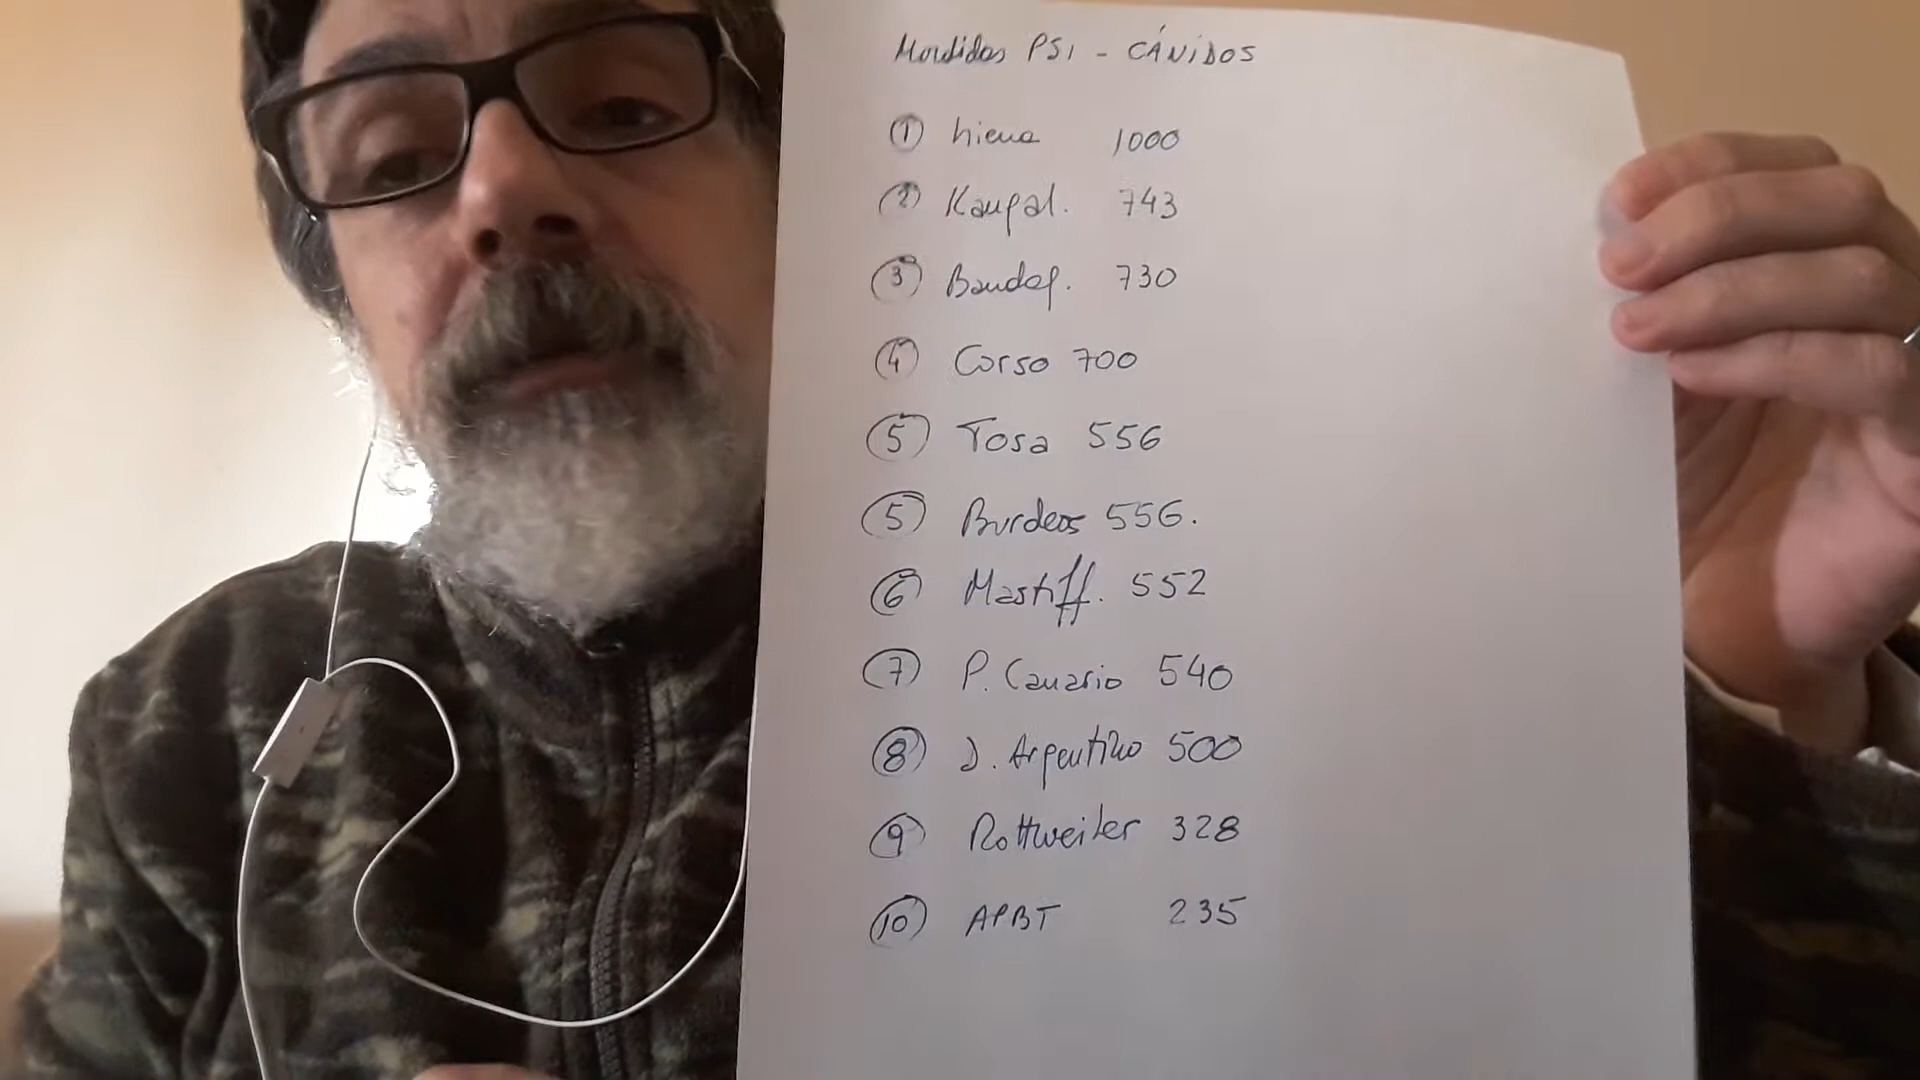 Mordidas PSI - CÁNIDOS
① hiena 1000
② Kangal. 743
③ Bandog. 730
④ Corso 700
⑤ Tosa 556
⑤ Burdeos 556.
⑥ Mastiff. 552
⑦ P. Canario 540
⑧ D. Argentino 500
⑨ Rottweiler 328
⑩ APBT 235